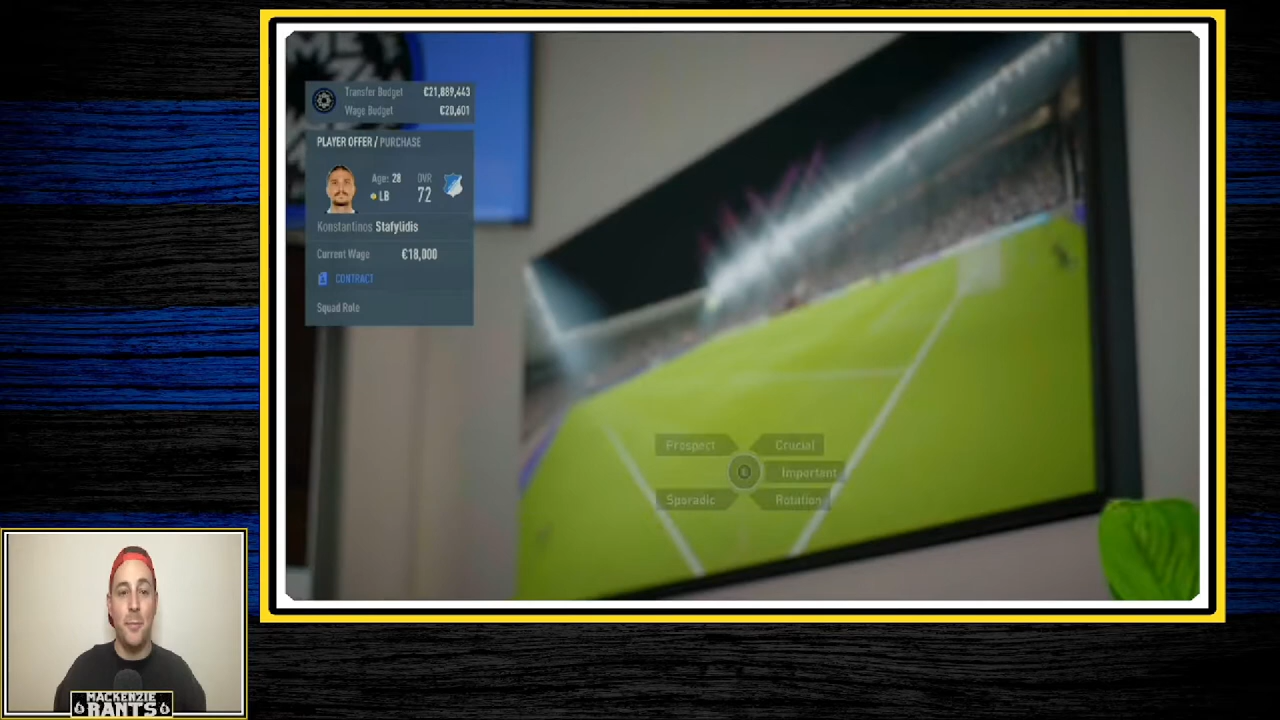 Transfer Budget €21,889,443
Wage Budget €20,601
PLAYER OFFER / PURCHASE
Age: 28 OVR
LB 72
Konstantinos Stafylidis
Current Wage €18,000
CONTRACT
Squad Role
Prospect Crucial
Important
Sporadic Rotation
MACKENZIE
RANTS